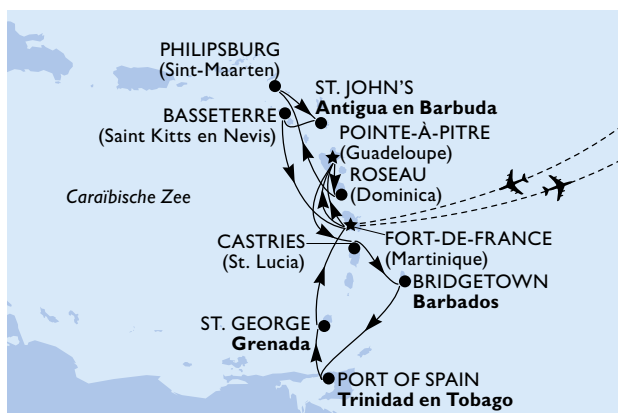 PHILIPSBURG
(Sint-Maarten)
ST. JOHN'S
Antigua en Barbuda
BASSETERRE
(Saint Kitts en Nevis)
POINTE-À-PITRE
(Guadeloupe)
ROSEAU
(Dominica)
Caraïbische Zee
CASTRIES
(St. Lucia)
FORT-DE-FRANCE
(Martinique)
BRIDGETOWN
Barbados
ST. GEORGE
Grenada
PORT OF SPAIN
Trinidad en Tobago